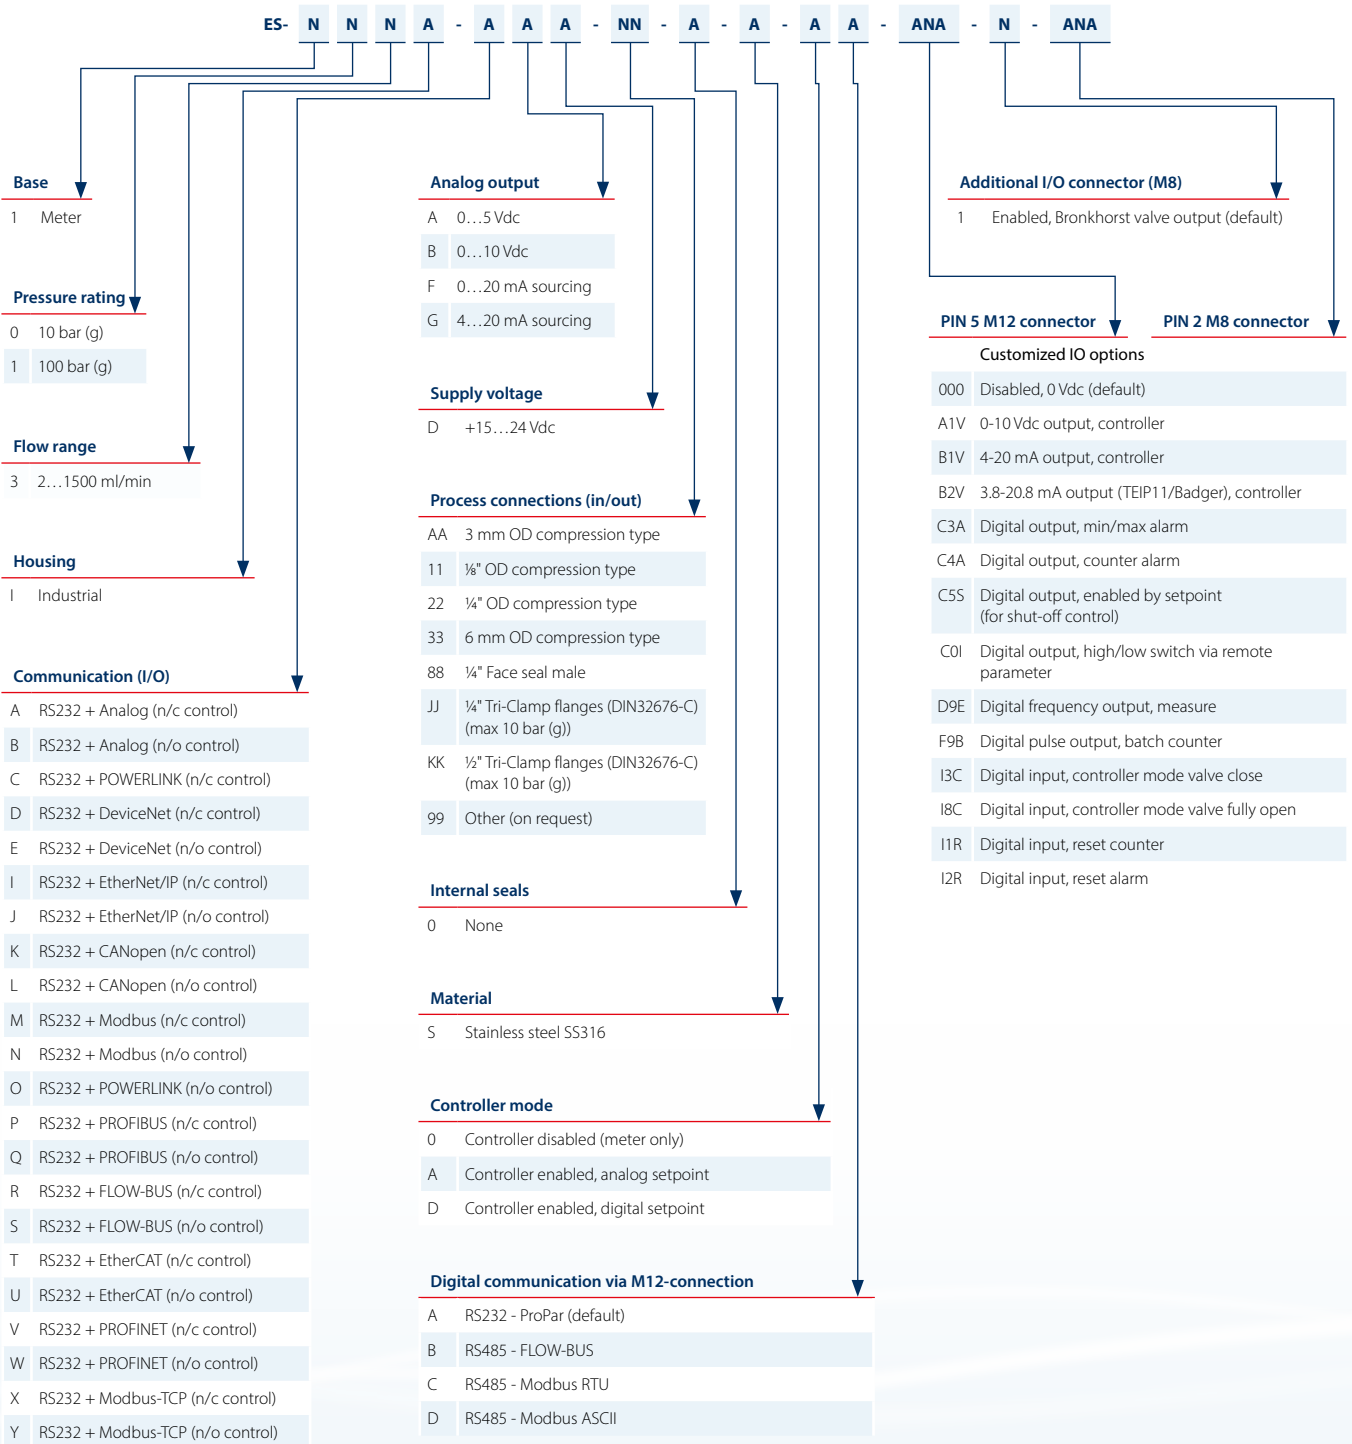 ES- N N N A - A A A - NN - A - A - A A - ANA - N - ANA
Base
1 Meter
Pressure rating
0 10 bar (g)
1 100 bar (g)
Flow range
3 2…1500 ml/min
Housing
I Industrial
Communication (I/O)
A RS232 + Analog (n/c control)
B RS232 + Analog (n/o control)
C RS232 + POWERLINK (n/c control)
D RS232 + DeviceNet (n/c control)
E RS232 + DeviceNet (n/o control)
I RS232 + EtherNet/IP (n/c control)
J RS232 + EtherNet/IP (n/o control)
K RS232 + CANopen (n/c control)
L RS232 + CANopen (n/o control)
M RS232 + Modbus (n/c control)
N RS232 + Modbus (n/o control)
O RS232 + POWERLINK (n/o control)
P RS232 + PROFIBUS (n/c control)
Q RS232 + PROFIBUS (n/o control)
R RS232 + FLOW-BUS (n/c control)
S RS232 + FLOW-BUS (n/o control)
T RS232 + EtherCAT (n/c control)
U RS232 + EtherCAT (n/o control)
V RS232 + PROFINET (n/c control)
W RS232 + PROFINET (n/o control)
X RS232 + Modbus-TCP (n/c control)
Y RS232 + Modbus-TCP (n/o control)
Analog output
A 0…5 Vdc
B 0…10 Vdc
F 0…20 mA sourcing
G 4…20 mA sourcing
Supply voltage
D +15…24 Vdc
Process connections (in/out)
AA 3 mm OD compression type
11 ⅛" OD compression type
22 ¼" OD compression type
33 6 mm OD compression type
88 ¼" Face seal male
JJ ¼" Tri-Clamp flanges (DIN32676-C)
(max 10 bar (g))
KK ½" Tri-Clamp flanges (DIN32676-C)
(max 10 bar (g))
99 Other (on request)
Internal seals
0 None
Material
S Stainless steel SS316
Controller mode
0 Controller disabled (meter only)
A Controller enabled, analog setpoint
D Controller enabled, digital setpoint
Digital communication via M12-connection
A RS232 - ProPar (default)
B RS485 - FLOW-BUS
C RS485 - Modbus RTU
D RS485 - Modbus ASCII
Additional I/O connector (M8)
1 Enabled, Bronkhorst valve output (default)
PIN 5 M12 connector PIN 2 M8 connector
Customized IO options
000 Disabled, 0 Vdc (default)
A1V 0-10 Vdc output, controller
B1V 4-20 mA output, controller
B2V 3.8-20.8 mA output (TEIP11/Badger), controller
C3A Digital output, min/max alarm
C4A Digital output, counter alarm
C5S Digital output, enabled by setpoint
(for shut-off control)
C0I Digital output, high/low switch via remote
parameter
D9E Digital frequency output, measure
F9B Digital pulse output, batch counter
I3C Digital input, controller mode valve close
I8C Digital input, controller mode valve fully open
I1R Digital input, reset counter
I2R Digital input, reset alarm